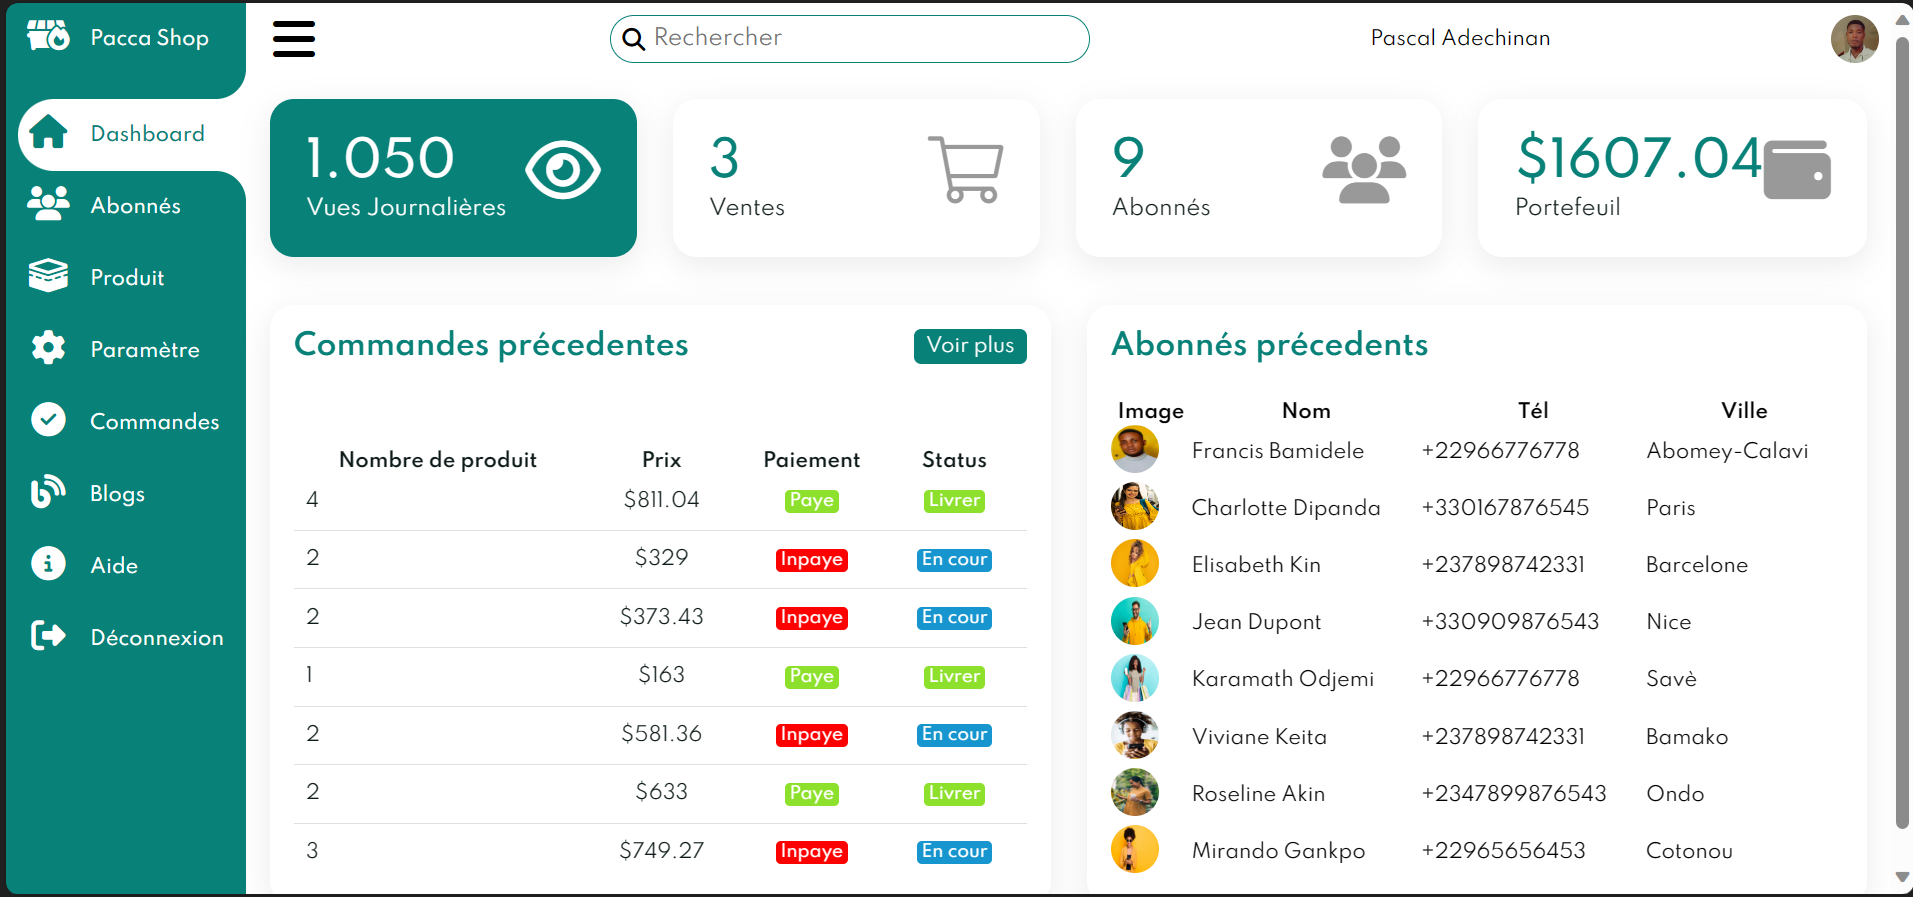 Pacca Shop
Dashboard
Abonnés
Produit
Paramètre
Commandes
Blogs
Aide
Déconnexion
Rechercher
Pascal Adechinan
1.050
Vues Journalières
3
Ventes
9
Abonnés
$1607.04
Portefeuil
Commandes précedentes
Voir plus
Nombre de produit Prix Paiement Status
4 $811.04 Paye Livrer
2 $329 Inpaye En cour
2 $373.43 Inpaye En cour
1 $163 Paye Livrer
2 $581.36 Inpaye En cour
2 $633 Paye Livrer
3 $749.27 Inpaye En cour
Abonnés précedents
Image Nom Tél Ville
Francis Bamidele +22966776778 Abomey-Calavi
Charlotte Dipanda +330167876545 Paris
Elisabeth Kin +237898742331 Barcelone
Jean Dupont +330909876543 Nice
Karamath Odjemi +22966776778 Savè
Viviane Keita +237898742331 Bamako
Roseline Akin +2347899876543 Ondo
Mirando Gankpo +22965656453 Cotonou